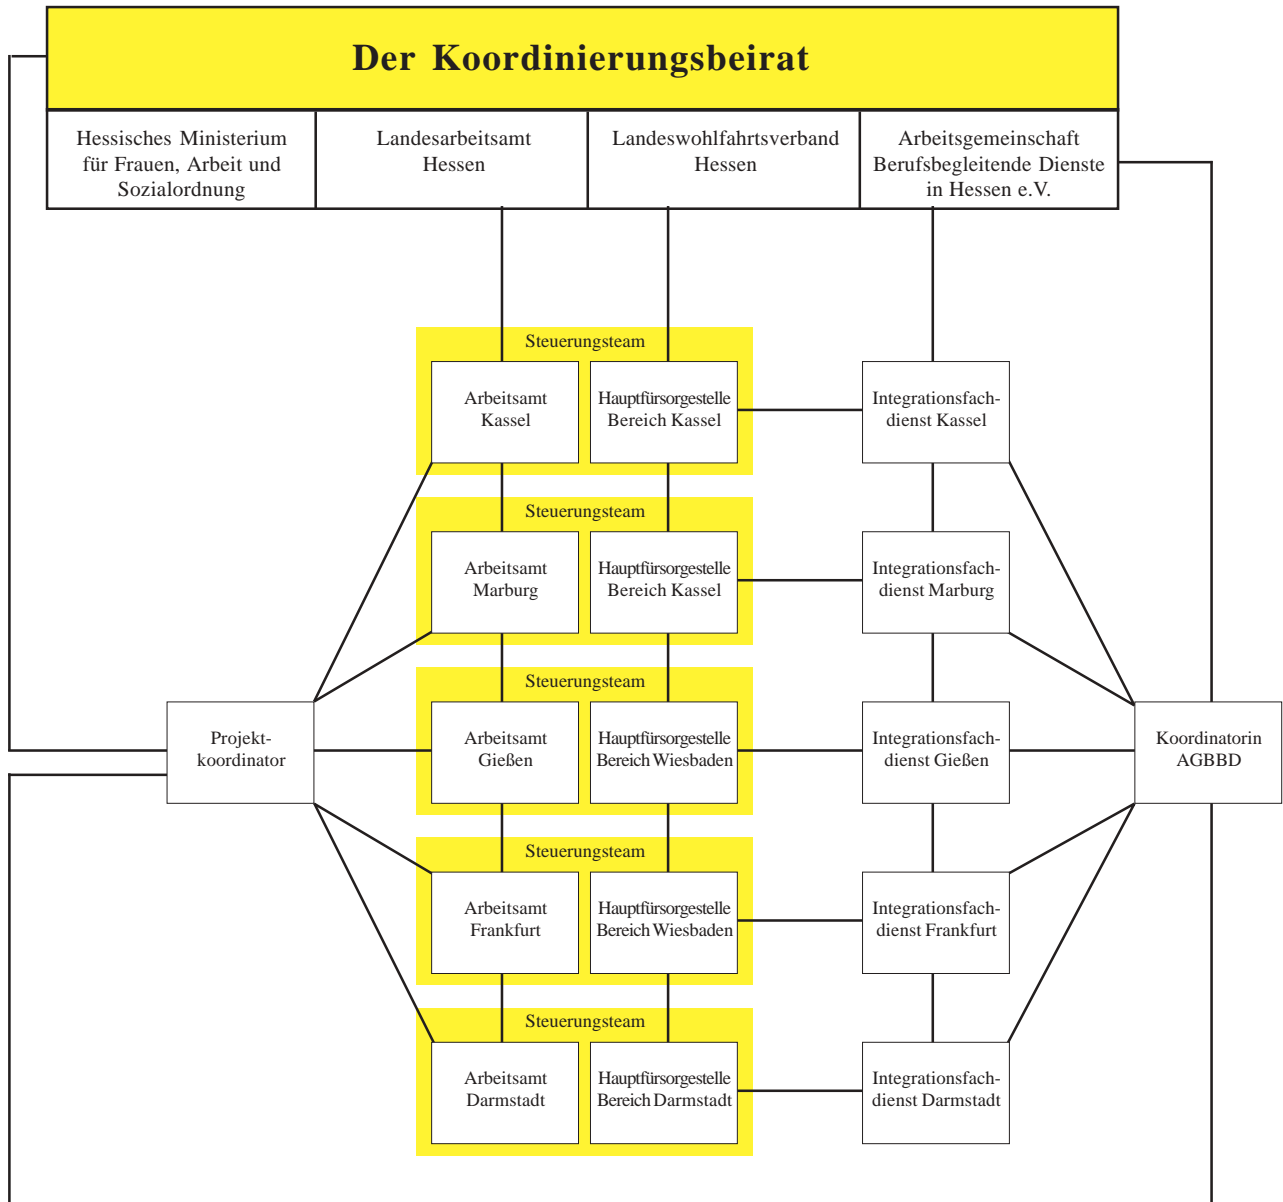 Der Koordinierungsbeirat
Hessisches Ministerium
für Frauen, Arbeit und
Sozialordnung
Landesarbeitsamt
Hessen
Landeswohlfahrtsverband
Hessen
Arbeitsgemeinschaft
Berufsbegleitende Dienste
in Hessen e.V.
Steuerungsteam
Arbeitsamt
Kassel
Hauptfürsorgestelle
Bereich Kassel
Integrationsfach-
dienst Kassel
Steuerungsteam
Arbeitsamt
Marburg
Hauptfürsorgestelle
Bereich Kassel
Integrationsfach-
dienst Marburg
Steuerungsteam
Projekt-
koordinator
Arbeitsamt
Gießen
Hauptfürsorgestelle
Bereich Wiesbaden
Integrationsfach-
dienst Gießen
Koordinatorin
AGBBD
Steuerungsteam
Arbeitsamt
Frankfurt
Hauptfürsorgestelle
Bereich Wiesbaden
Integrationsfach-
dienst Frankfurt
Steuerungsteam
Arbeitsamt
Darmstadt
Hauptfürsorgestelle
Bereich Darmstadt
Integrationsfach-
dienst Darmstadt